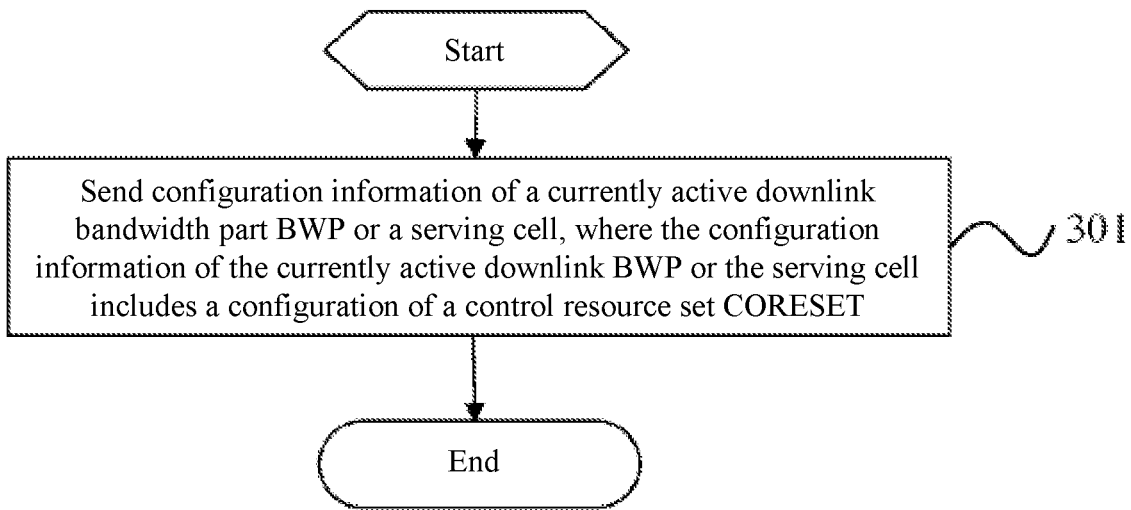 Start
Send configuration information of a currently active downlink
bandwidth part BWP or a serving cell, where the configuration
information of the currently active downlink BWP or the serving cell
includes a configuration of a control resource set CORESET
301
End